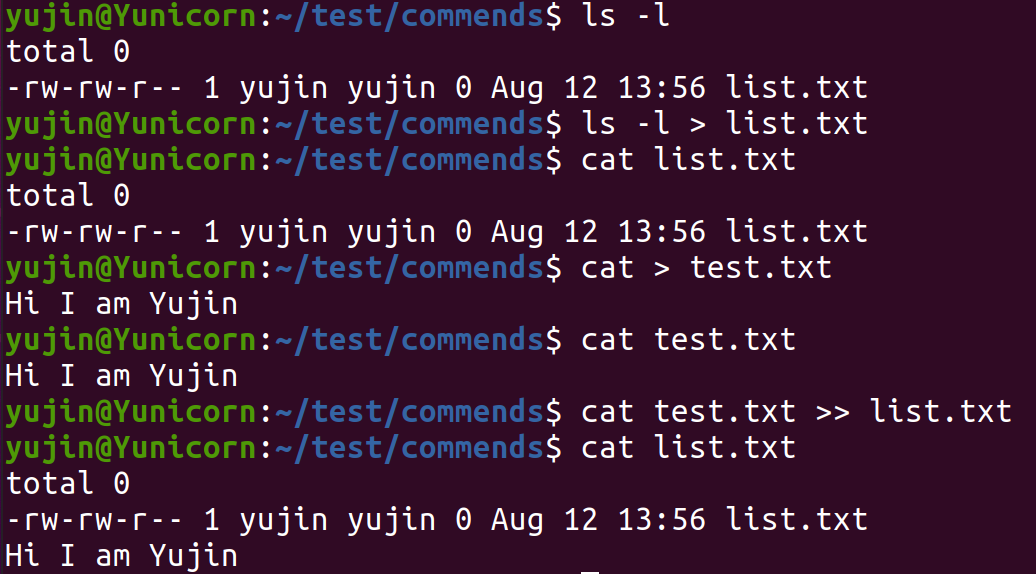 yujin@Yunicorn:~/test/commends$ ls -l
total 0
-rw-rw-r-- 1 yujin yujin 0 Aug 12 13:56 list.txt
yujin@Yunicorn:~/test/commends$ ls -l > list.txt
yujin@Yunicorn:~/test/commends$ cat list.txt
total 0
-rw-rw-r-- 1 yujin yujin 0 Aug 12 13:56 list.txt
yujin@Yunicorn:~/test/commends$ cat > test.txt
Hi I am Yujin
yujin@Yunicorn:~/test/commends$ cat test.txt
Hi I am Yujin
yujin@Yunicorn:~/test/commends$ cat test.txt >> list.txt
yujin@Yunicorn:~/test/commends$ cat list.txt
total 0
-rw-rw-r-- 1 yujin yujin 0 Aug 12 13:56 list.txt
Hi I am Yujin